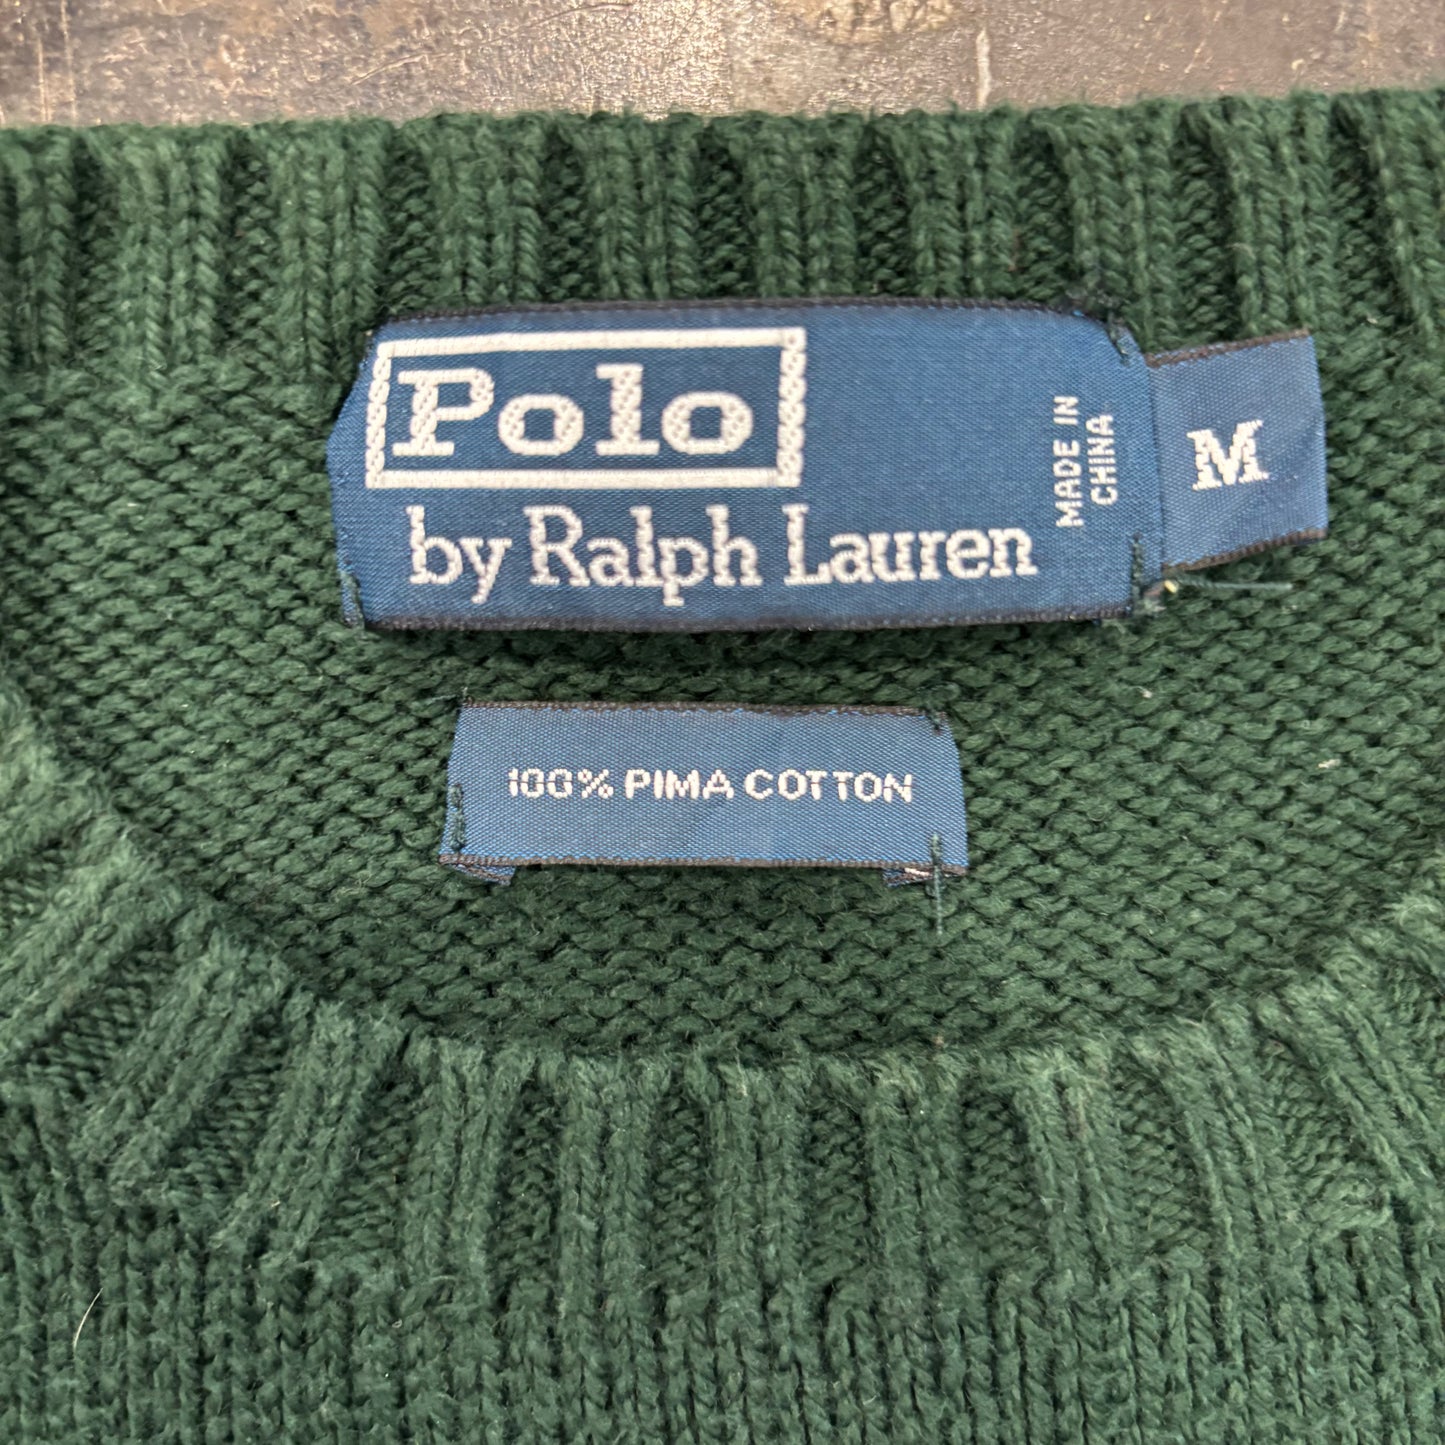 Polo
by Ralph Lauren
MADE IN
CHINA
M
100% PIMA COTTON